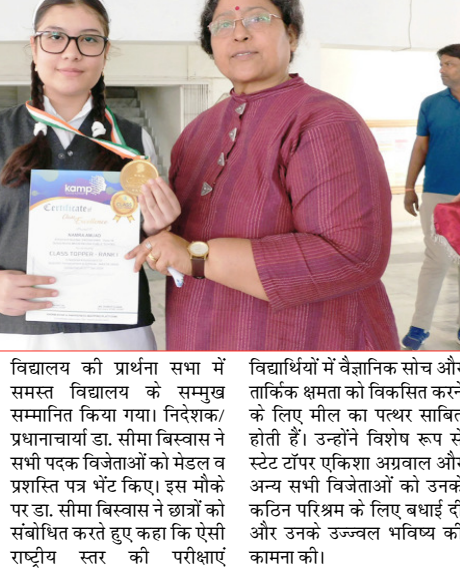 kamp
Certificate
CLASS TOPPER - RANK 1
विद्यालय की प्रार्थना सभा में
समस्त विद्यालय के सम्मुख
सम्मानित किया गया। निदेशक/
प्रधानाचार्या डा. सीमा बिस्वास ने
सभी पदक विजेताओं को मेडल व
प्रशस्ति पत्र भेंट किए। इस मौके
पर डा. सीमा बिस्वास ने छात्रों को
संबोधित करते हुए कहा कि ऐसी
राष्ट्रीय स्तर की परीक्षाएं
विद्यार्थियों में वैज्ञानिक सोच और
तार्किक क्षमता को विकसित करने
के लिए मील का पत्थर साबित
होती हैं। उन्होंने विशेष रूप से
स्टेट टॉपर एकिशा अग्रवाल और
अन्य सभी विजेताओं को उनके
कठिन परिश्रम के लिए बधाई दी
और उनके उज्ज्वल भविष्य की
कामना की।